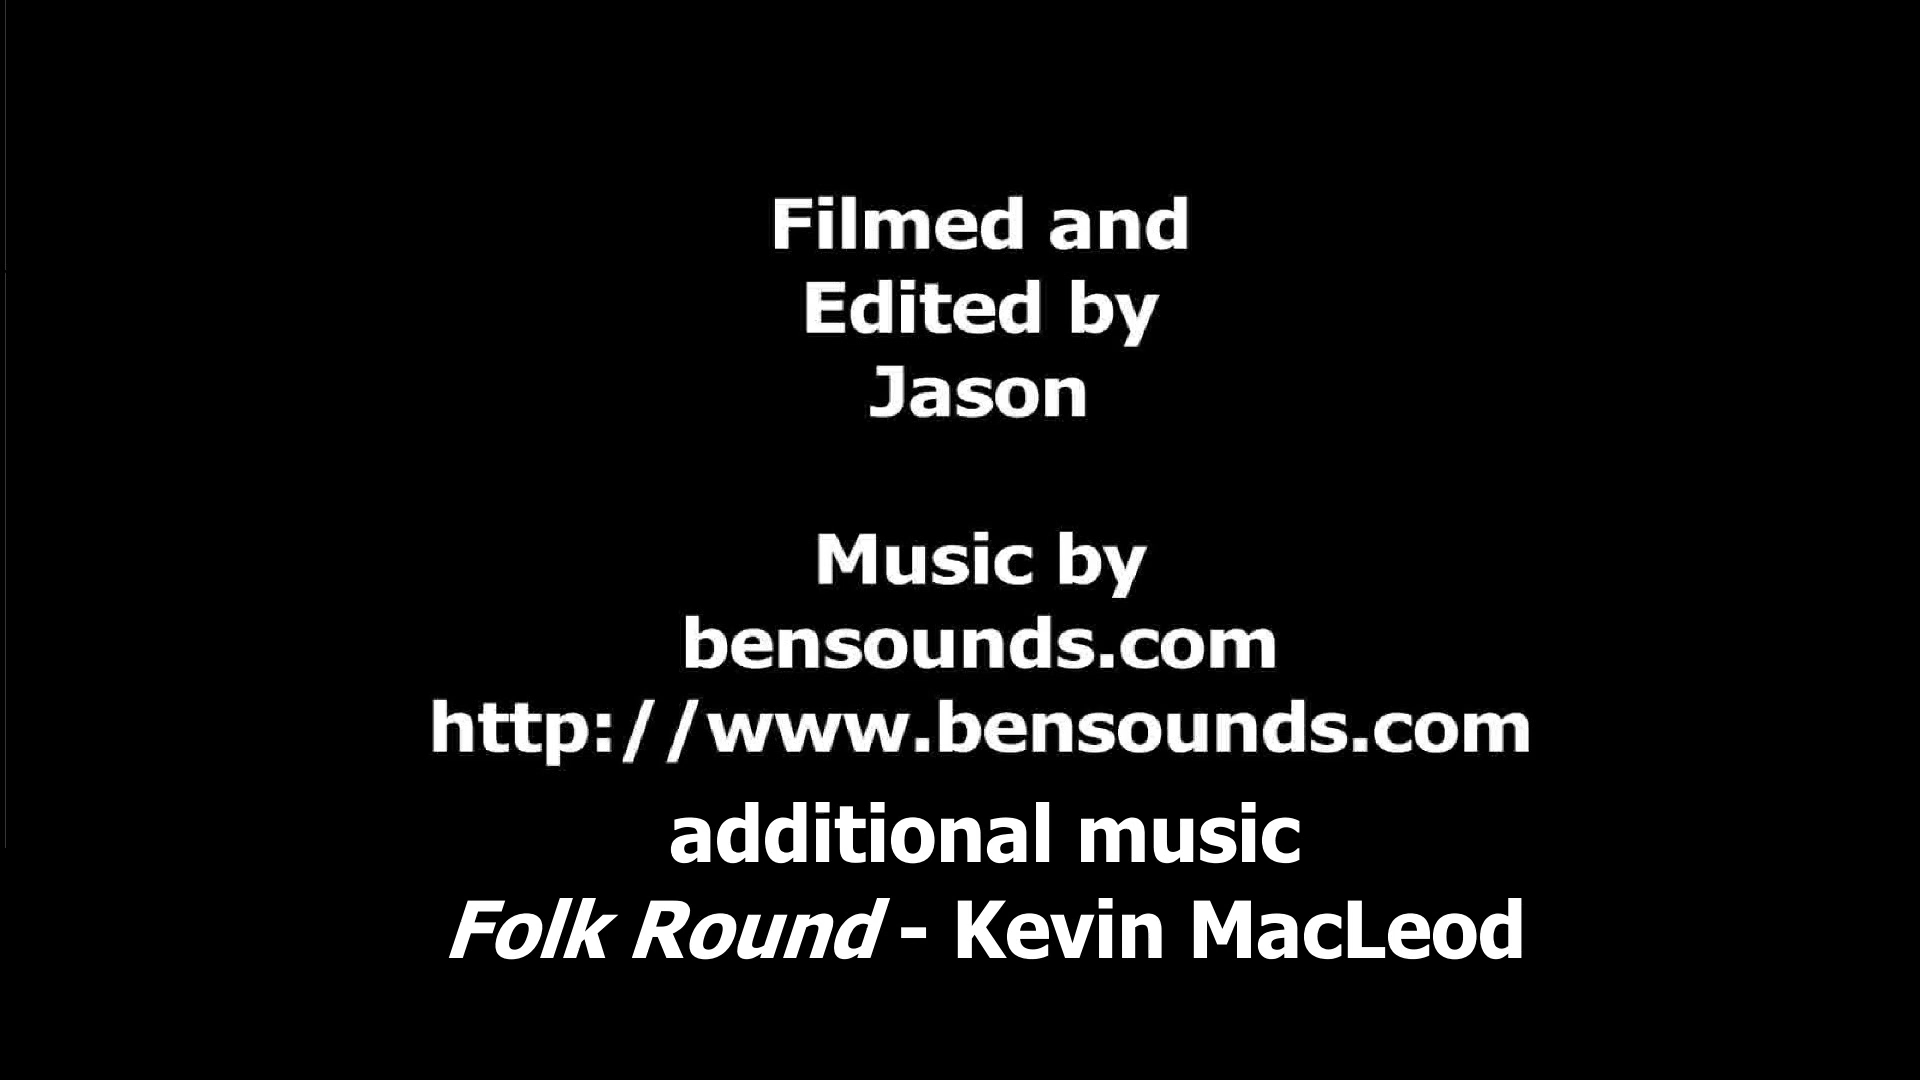 Filmed and
Edited by
Jason
Music by
bensounds.com
http://www.bensounds.com
additional music
Folk Round - Kevin MacLeod